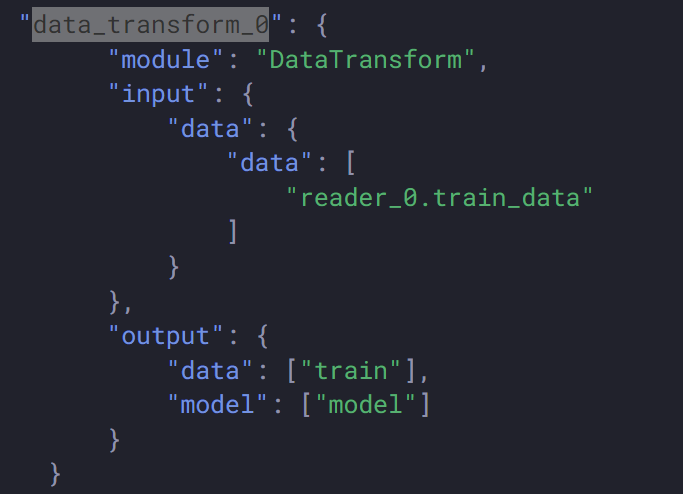 "data_transform_0": {
"module": "DataTransform",
"input": {
"data": {
"data": [
"reader_0.train_data"
]
}
},
"output": {
"data": ["train"],
"model": ["model"]
}
}